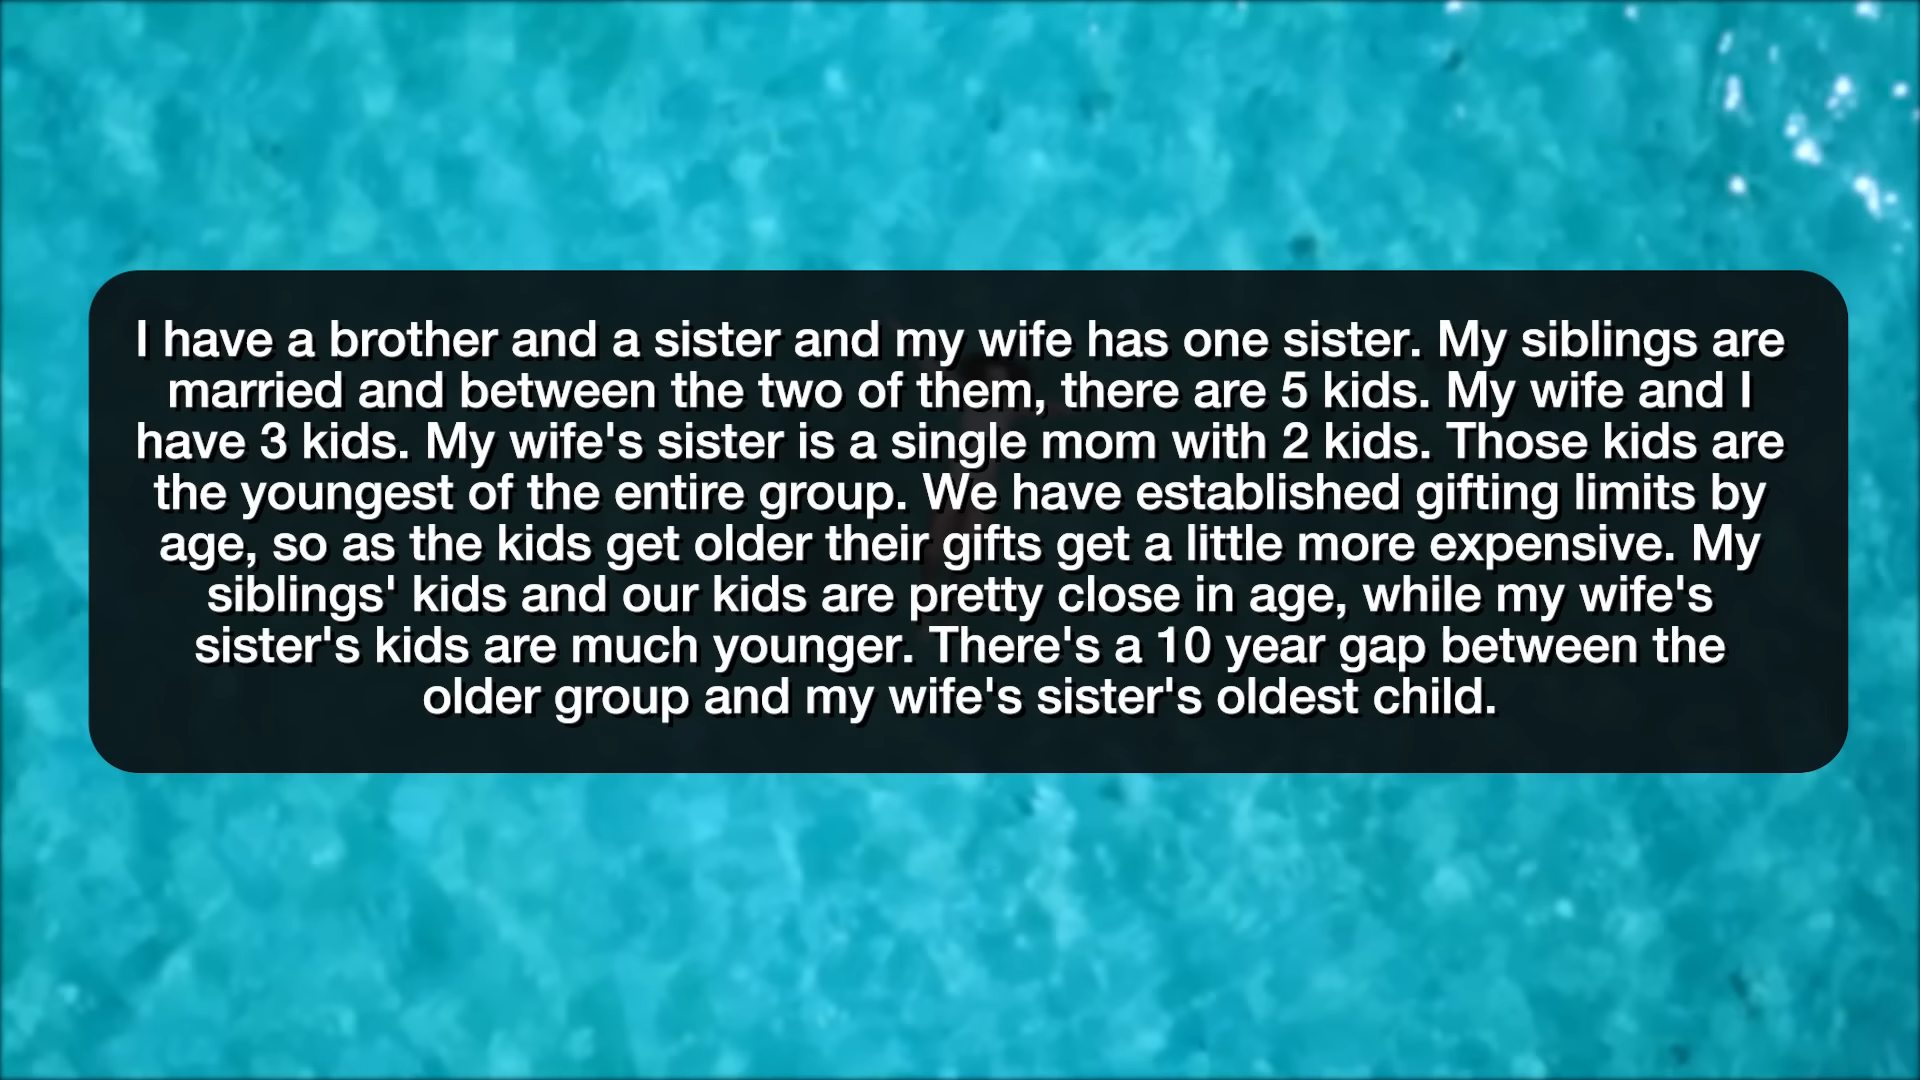 I have a brother and a sister and my wife has one sister. My siblings are
married and between the two of them, there are 5 kids. My wife and I
have 3 kids. My wife's sister is a single mom with 2 kids. Those kids are
the youngest of the entire group. We have established gifting limits by
age, so as the kids get older their gifts get a little more expensive. My
siblings' kids and our kids are pretty close in age, while my wife's
sister's kids are much younger. There's a 10 year gap between the
older group and my wife's sister's oldest child.